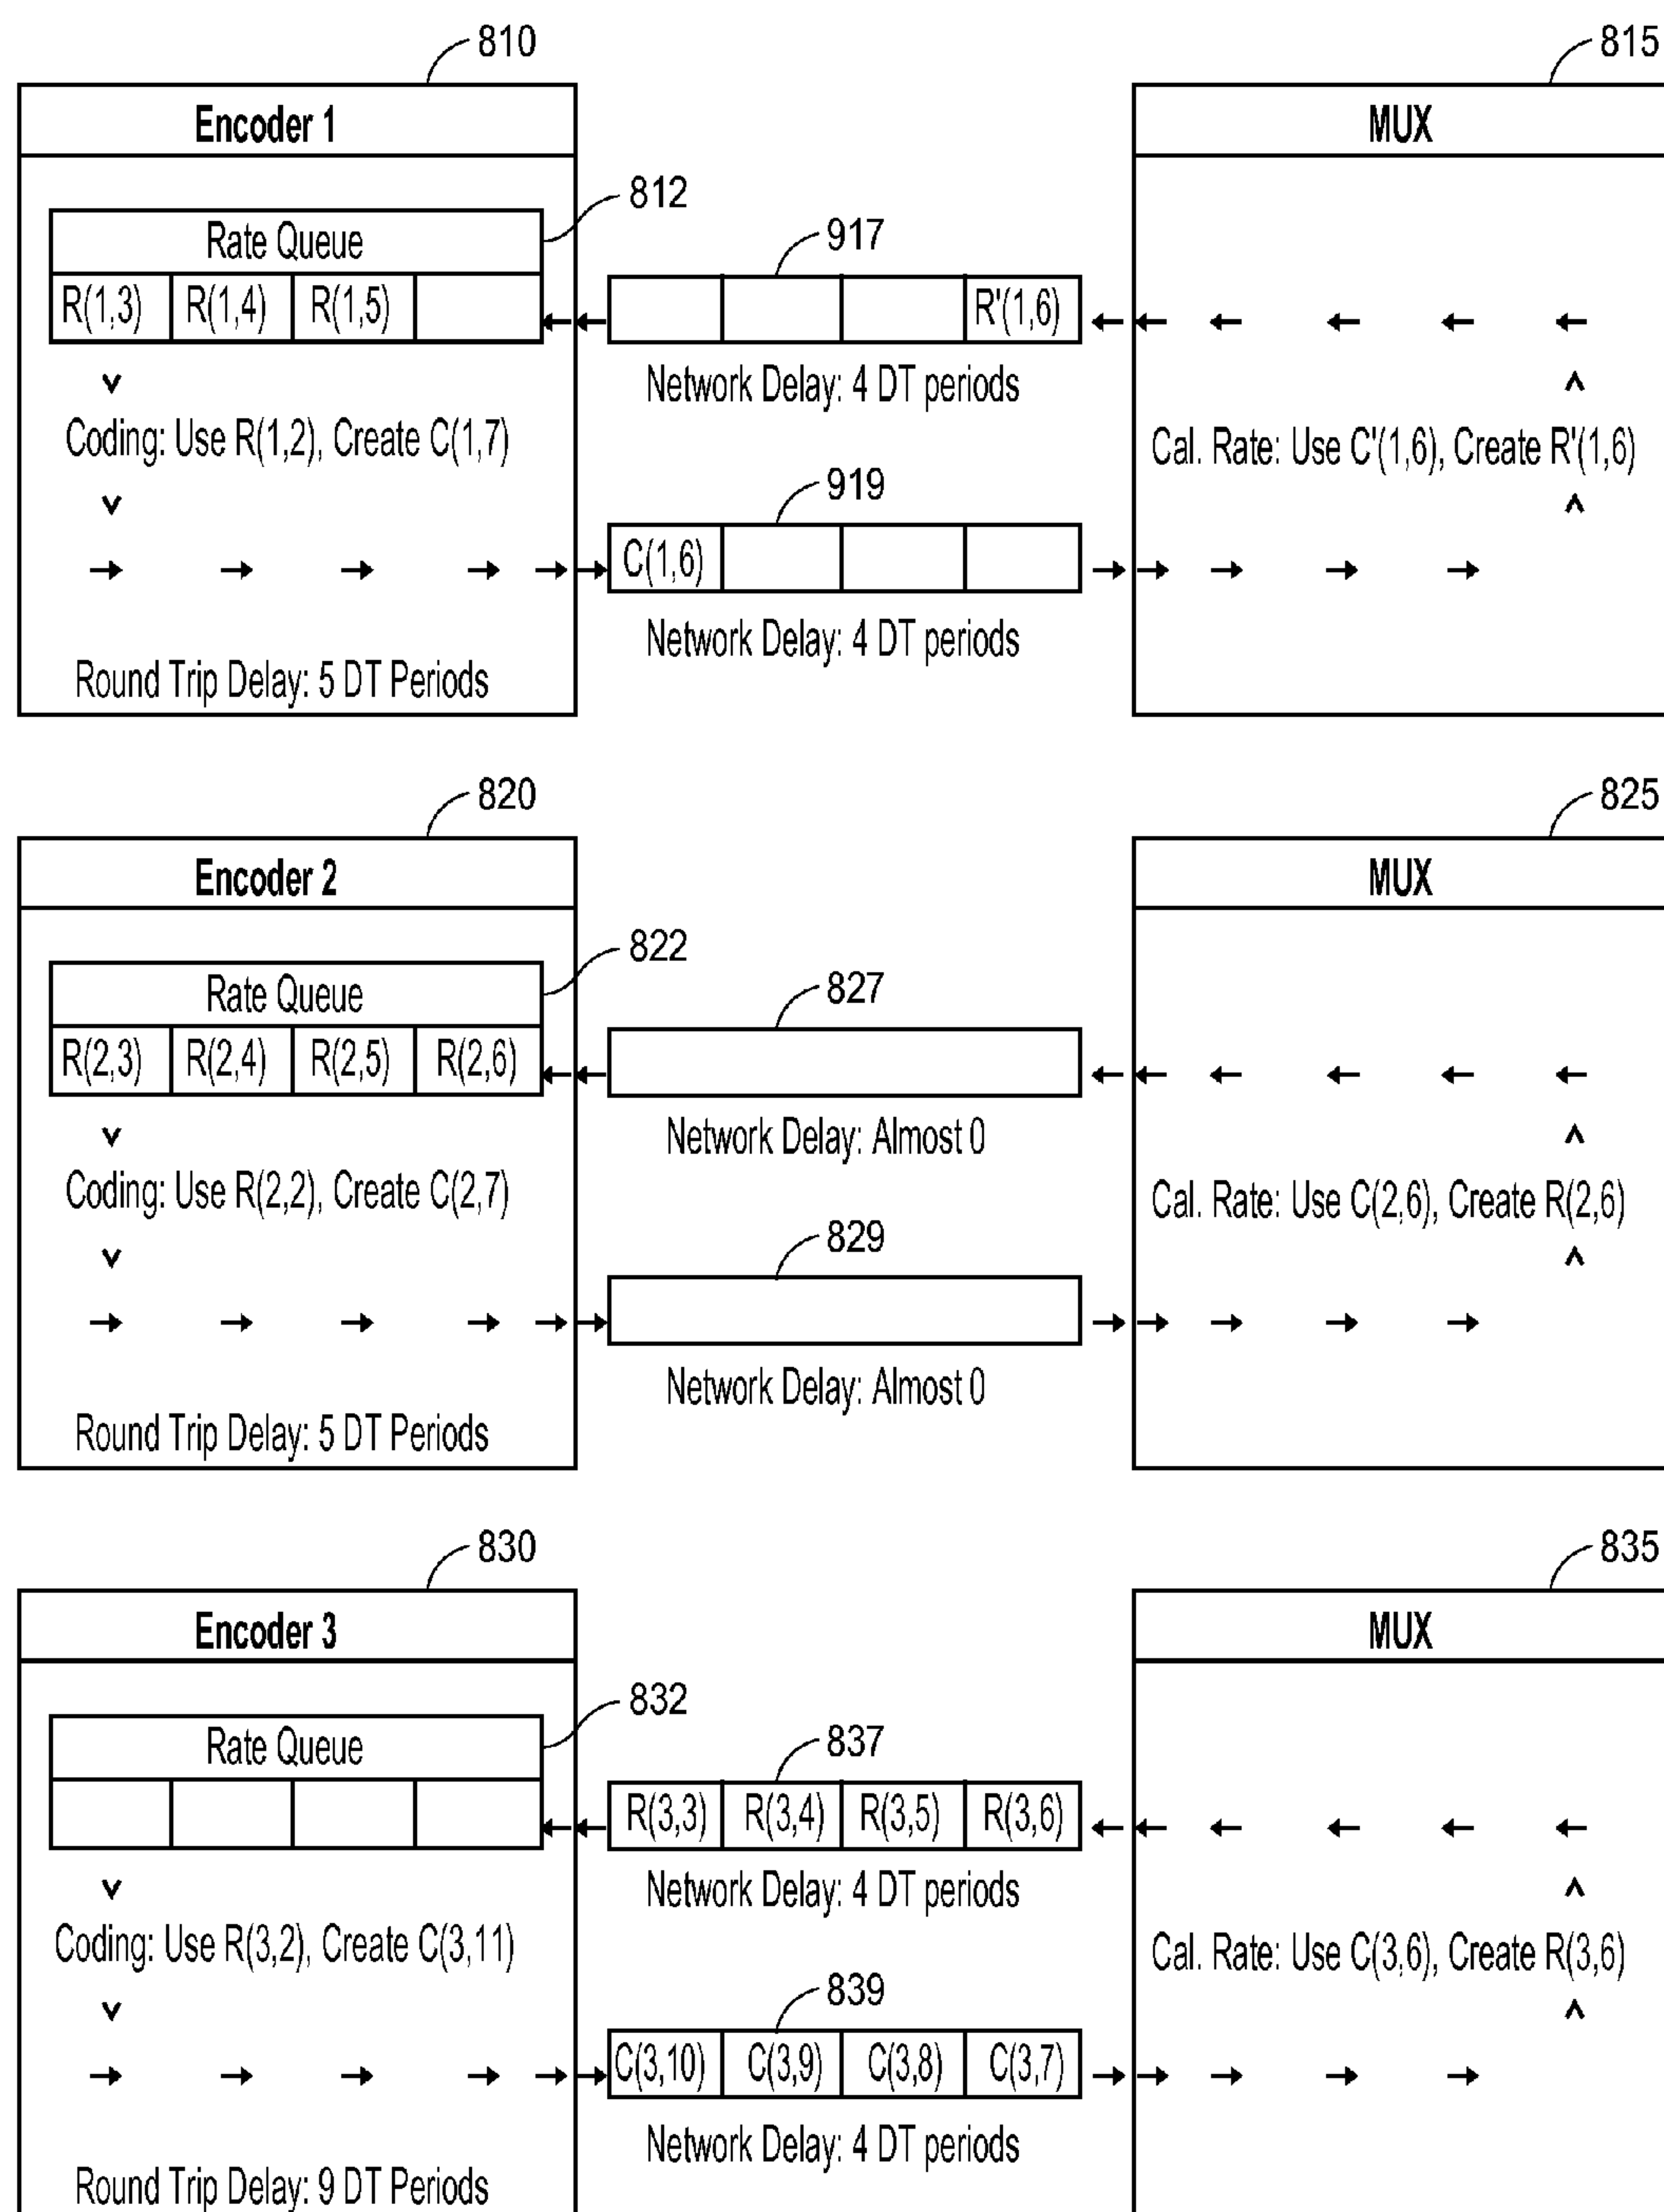 810
815
Encoder 1
MUX
812
Rate Queue
917
R(1,3) R(1,4) R(1,5)
R'(1,6)
Network Delay: 4 DT periods
Coding: Use R(1,2), Create C(1,7)
Cal. Rate: Use C'(1,6), Create R'(1,6)
919
C(1,6)
Network Delay: 4 DT periods
Round Trip Delay: 5 DT Periods
820
825
Encoder 2
MUX
822
Rate Queue
827
R(2,3) R(2,4) R(2,5) R(2,6)
Network Delay: Almost 0
Coding: Use R(2,2), Create C(2,7)
Cal. Rate: Use C(2,6), Create R(2,6)
829
Network Delay: Almost 0
Round Trip Delay: 5 DT Periods
830
835
Encoder 3
MUX
832
Rate Queue
837
R(3,3) R(3,4) R(3,5) R(3,6)
Network Delay: 4 DT periods
Coding: Use R(3,2), Create C(3,11)
Cal. Rate: Use C(3,6), Create R(3,6)
839
C(3,10) C(3,9) C(3,8) C(3,7)
Network Delay: 4 DT periods
Round Trip Delay: 9 DT Periods